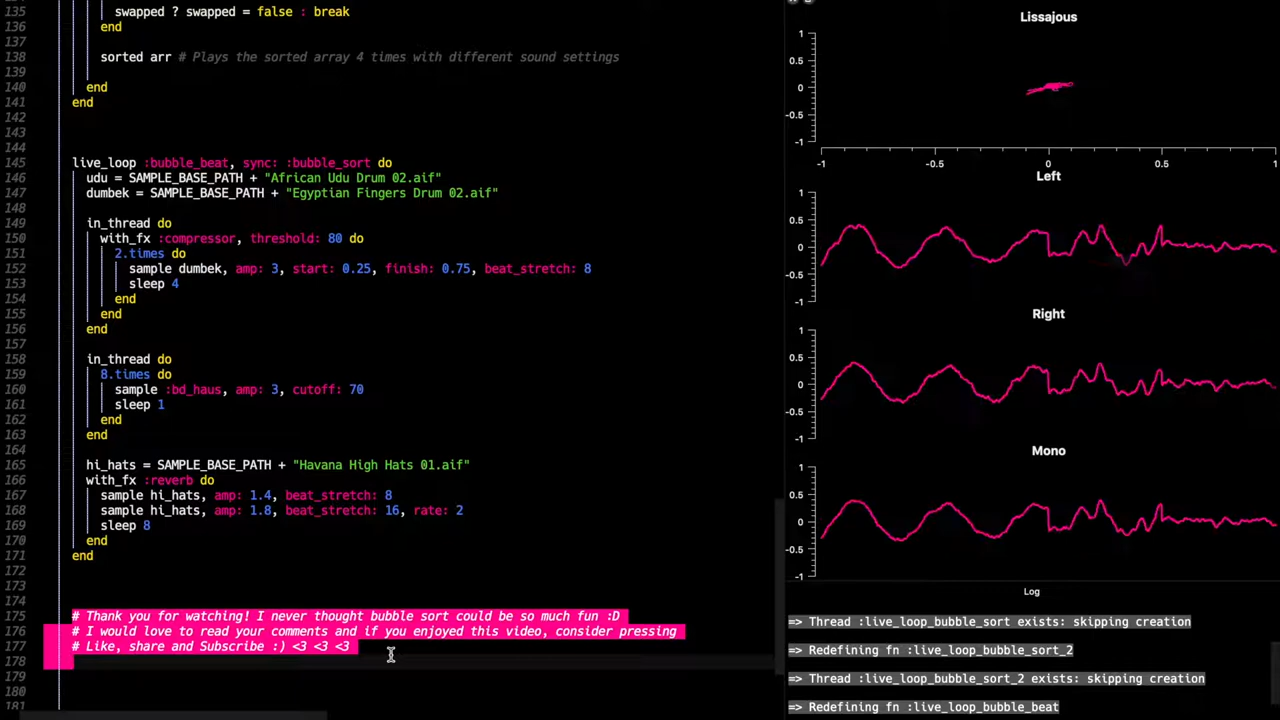 135 swapped ? swapped = false : break
136 end
137
138 sorted arr # Plays the sorted array 4 times with different sound settings
139
140 end
141 end
142
143
144
145 live_loop :bubble_beat, sync: :bubble_sort do
146 udu = SAMPLE_BASE_PATH + "African Udu Drum 02.aif"
147 dumbek = SAMPLE_BASE_PATH + "Egyptian Fingers Drum 02.aif"
148
149 in_thread do
150 with_fx :compressor, threshold: 80 do
151 2.times do
152 sample dumbek, amp: 3, start: 0.25, finish: 0.75, beat_stretch: 8
153 sleep 4
154 end
155 end
156 end
157
158 in_thread do
159 8.times do
160 sample :bd_haus, amp: 3, cutoff: 70
161 sleep 1
162 end
163 end
164
165 hi_hats = SAMPLE_BASE_PATH + "Havana High Hats 01.aif"
166 with_fx :reverb do
167 sample hi_hats, amp: 1.4, beat_stretch: 8
168 sample hi_hats, amp: 1.8, beat_stretch: 16, rate: 2
169 sleep 8
170 end
171 end
172
173
174
175 # Thank you for watching! I never thought bubble sort could be so much fun :D
176 # I would love to read your comments and if you enjoyed this video, consider pressing
177 # Like, share and Subscribe :) <3 <3 <3
178
179
180
181
Lissajous
1
0.5
0
-0.5
-1
-1 -0.5 0 0.5 1
Left
1
0.5
0
-0.5
-1
Right
1
0.5
0
-0.5
-1
Mono
1
0.5
0
-0.5
-1
Log
=> Thread :live_loop_bubble_sort exists: skipping creation
=> Redefining fn :live_loop_bubble_sort_2
=> Thread :live_loop_bubble_sort_2 exists: skipping creation
=> Redefining fn :live_loop_bubble_beat